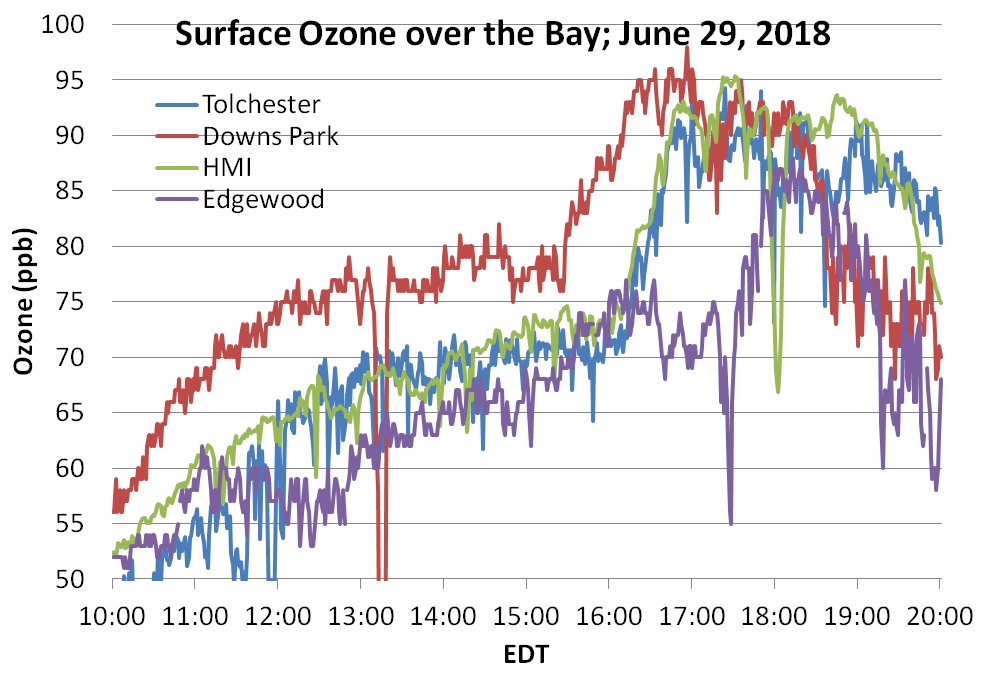 Surface Ozone over the Bay; June 29, 2018
Tolchester
Downs Park
HMI
Edgewood
Ozone (ppb)
100
95
90
85
80
75
70
65
60
55
50
10:00 11:00 12:00 13:00 14:00 15:00 16:00 17:00 18:00 19:00 20:00
EDT